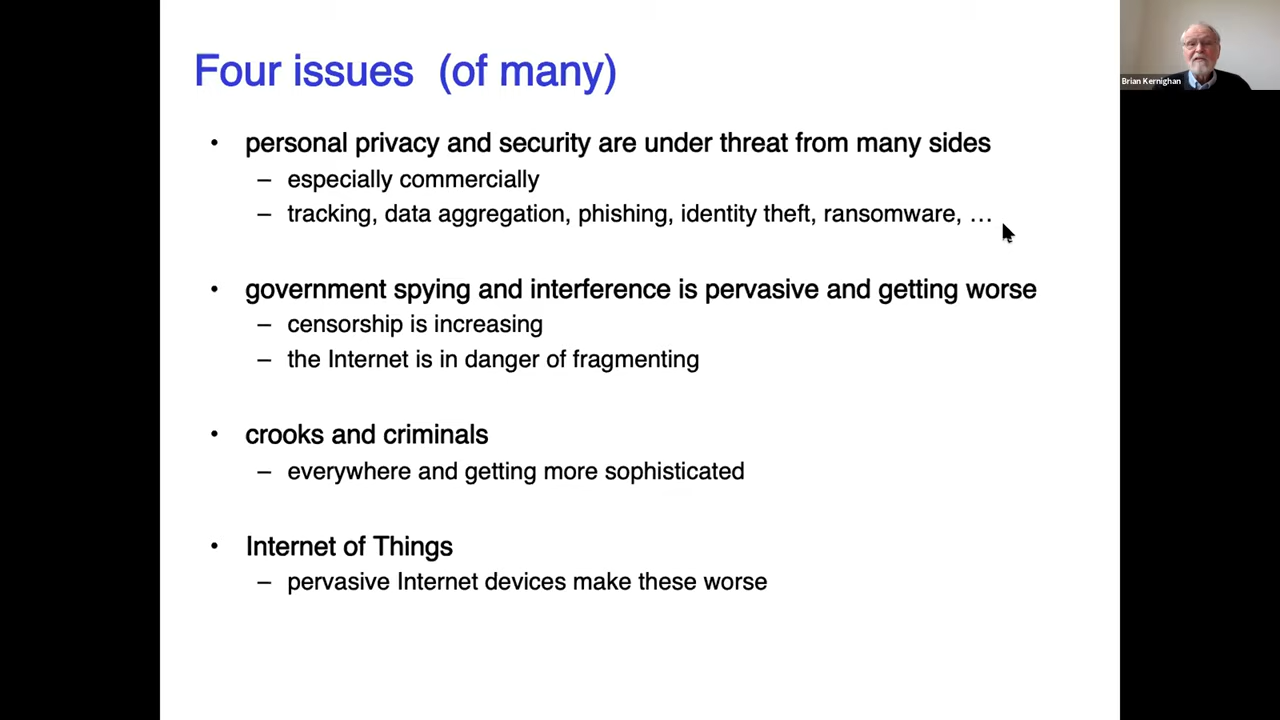 Four issues (of many)
Brian Kernighan
• personal privacy and security are under threat from many sides
– especially commercially
– tracking, data aggregation, phishing, identity theft, ransomware, …
• government spying and interference is pervasive and getting worse
– censorship is increasing
– the Internet is in danger of fragmenting
• crooks and criminals
– everywhere and getting more sophisticated
• Internet of Things
– pervasive Internet devices make these worse